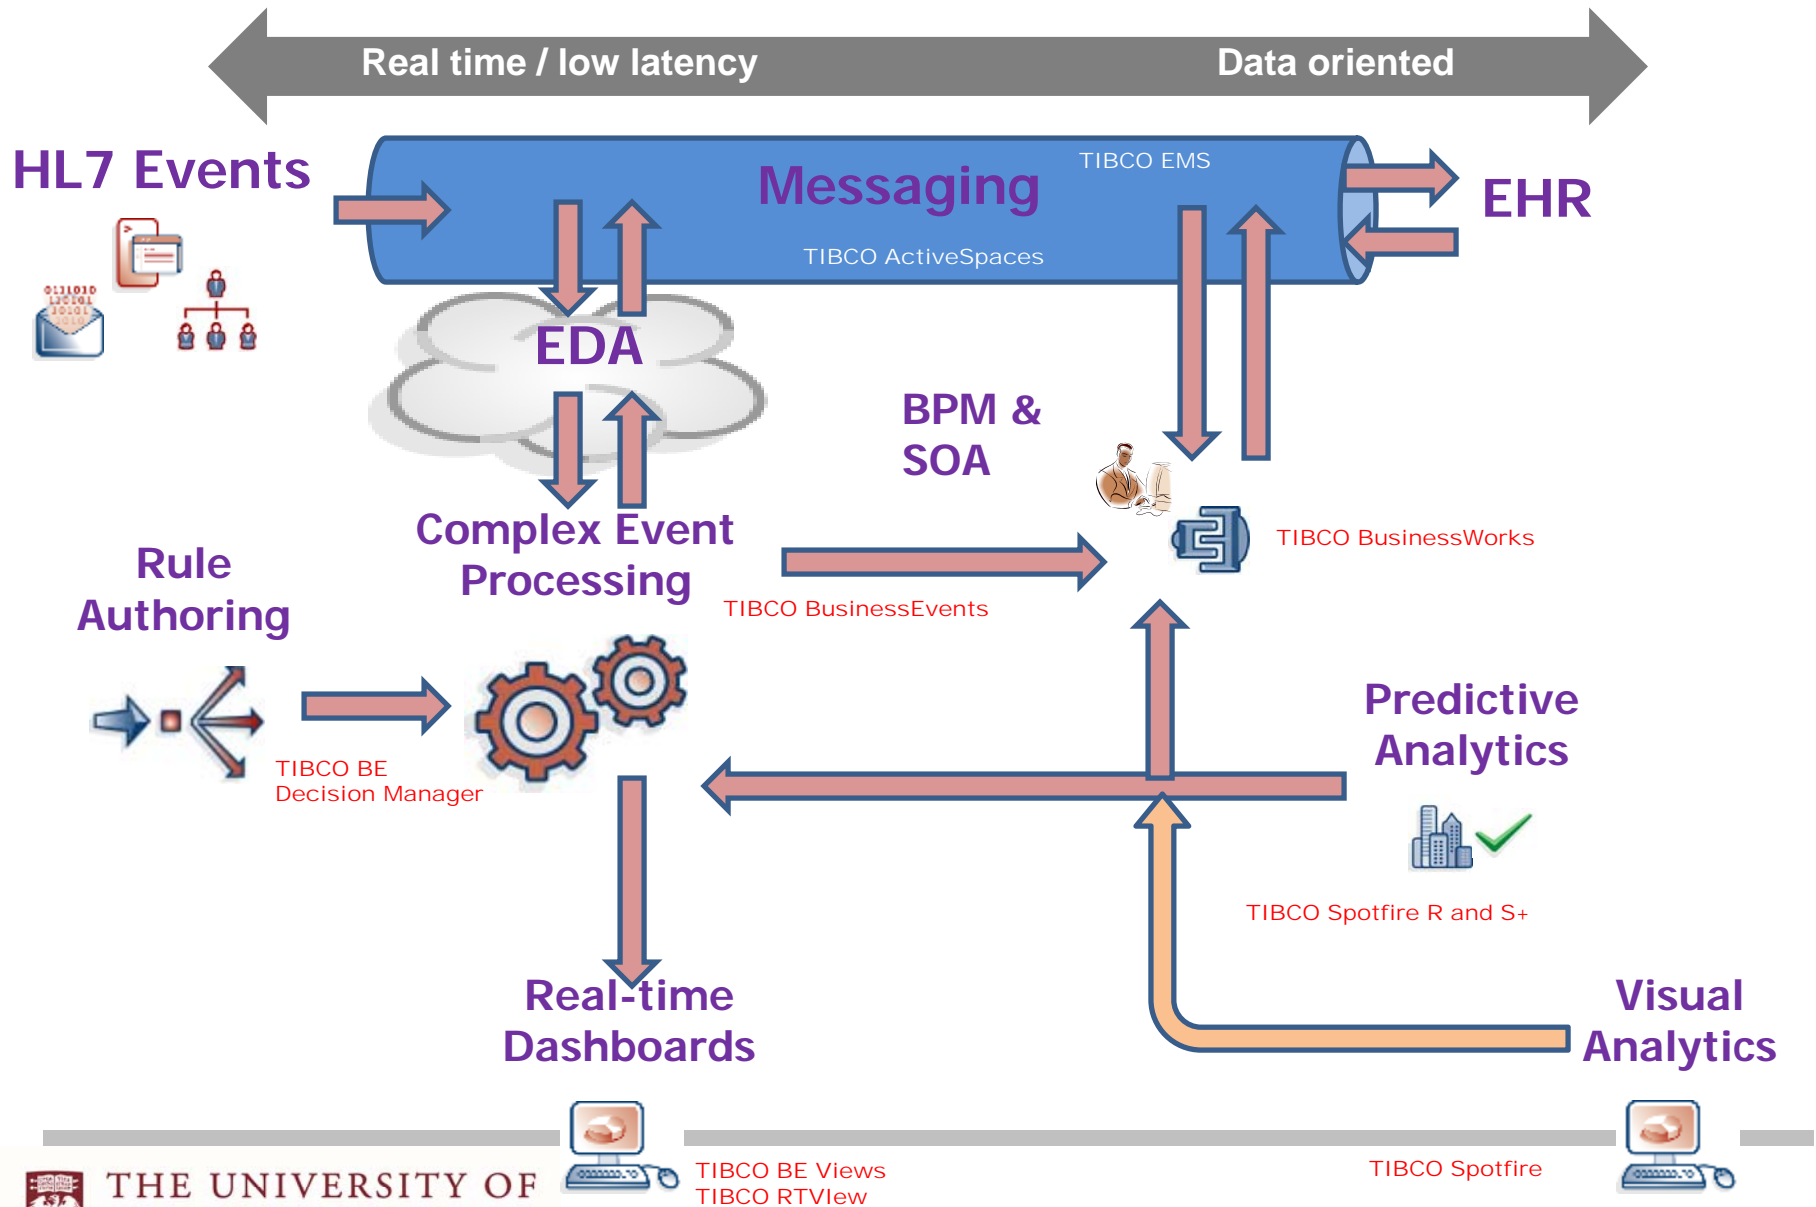 Real time / low latency
Data oriented
HL7 Events
Messaging
TIBCO EMS
TIBCO ActiveSpaces
EHR
0131010
EDA
BPM &
SOA
Complex Event
Processing
TIBCO BusinessWorks
TIBCO BusinessEvents
Rule
Authoring
TIBCO BE
Decision Manager
Predictive
Analytics
TIBCO Spotfire R and S+
Real-time
Dashboards
Visual
Analytics
TIBCO BE Views
TIBCO RTVIew
TIBCO Spotfire
THE UNIVERSITY OF